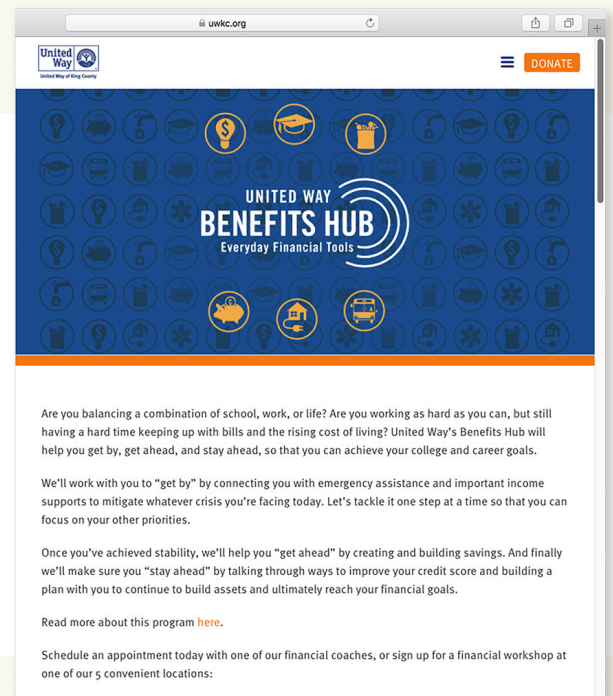 uwkc.org
United
Way
United Way of King County
DONATE
UNITED WAY
BENEFITS HUB
Everyday Financial Tools
Are you balancing a combination of school, work, or life? Are you working as hard as you can, but still
having a hard time keeping up with bills and the rising cost of living? United Way’s Benefits Hub will
help you get by, get ahead, and stay ahead, so that you can achieve your college and career goals.
We’ll work with you to “get by” by connecting you with emergency assistance and important income
supports to mitigate whatever crisis you’re facing today. Let’s tackle it one step at a time so that you can
focus on your other priorities.
Once you’ve achieved stability, we’ll help you “get ahead” by creating and building savings. And finally
we’ll make sure you “stay ahead” by talking through ways to improve your credit score and building a
plan with you to continue to build assets and ultimately reach your financial goals.
Read more about this program here.
Schedule an appointment today with one of our financial coaches, or sign up for a financial workshop at
one of our 5 convenient locations: